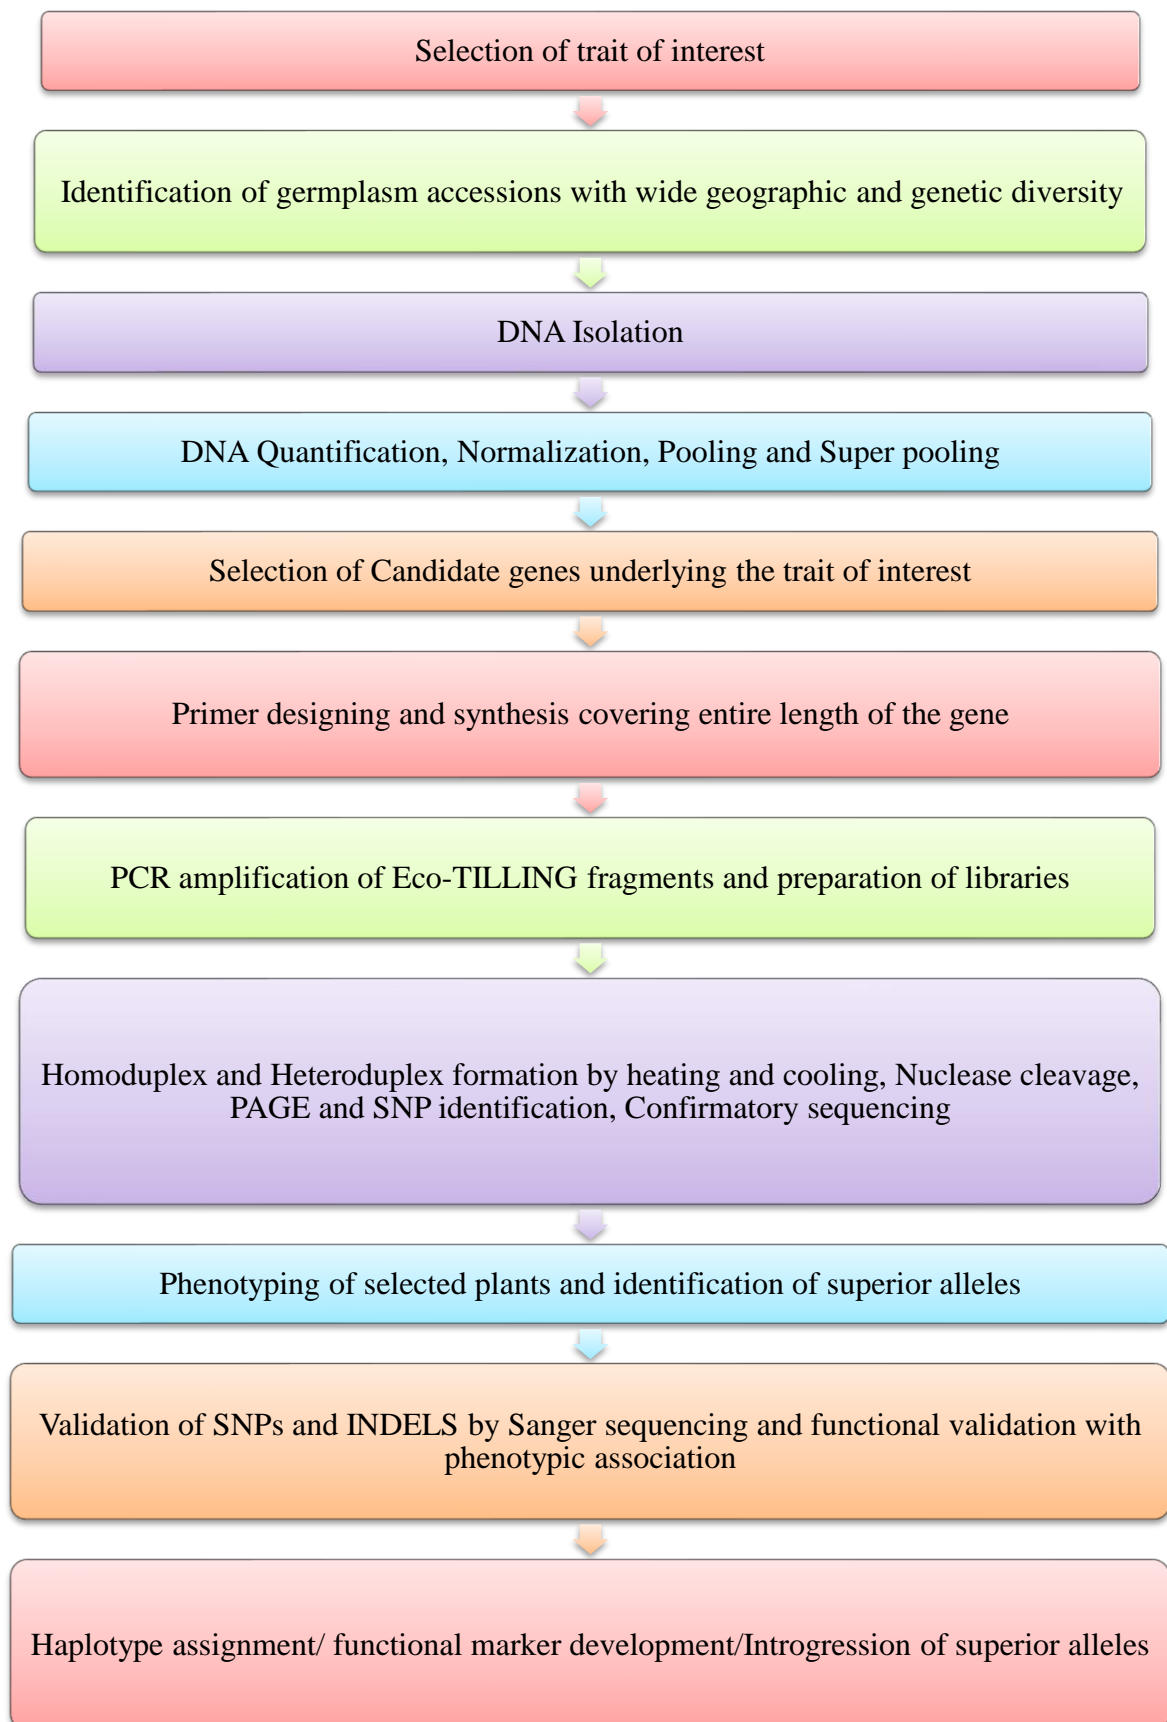 Selection of trait of interest
Identification of germplasm accessions with wide geographic and genetic diversity
DNA Isolation
DNA Quantification, Normalization, Pooling and Super pooling
Selection of Candidate genes underlying the trait of interest
Primer designing and synthesis covering entire length of the gene
PCR amplification of Eco-TILLING fragments and preparation of libraries
Homoduplex and Heteroduplex formation by heating and cooling, Nuclease cleavage,
PAGE and SNP identification, Confirmatory sequencing
Phenotyping of selected plants and identification of superior alleles
Validation of SNPs and INDELS by Sanger sequencing and functional validation with
phenotypic association
Haplotype assignment/ functional marker development/Introgression of superior alleles